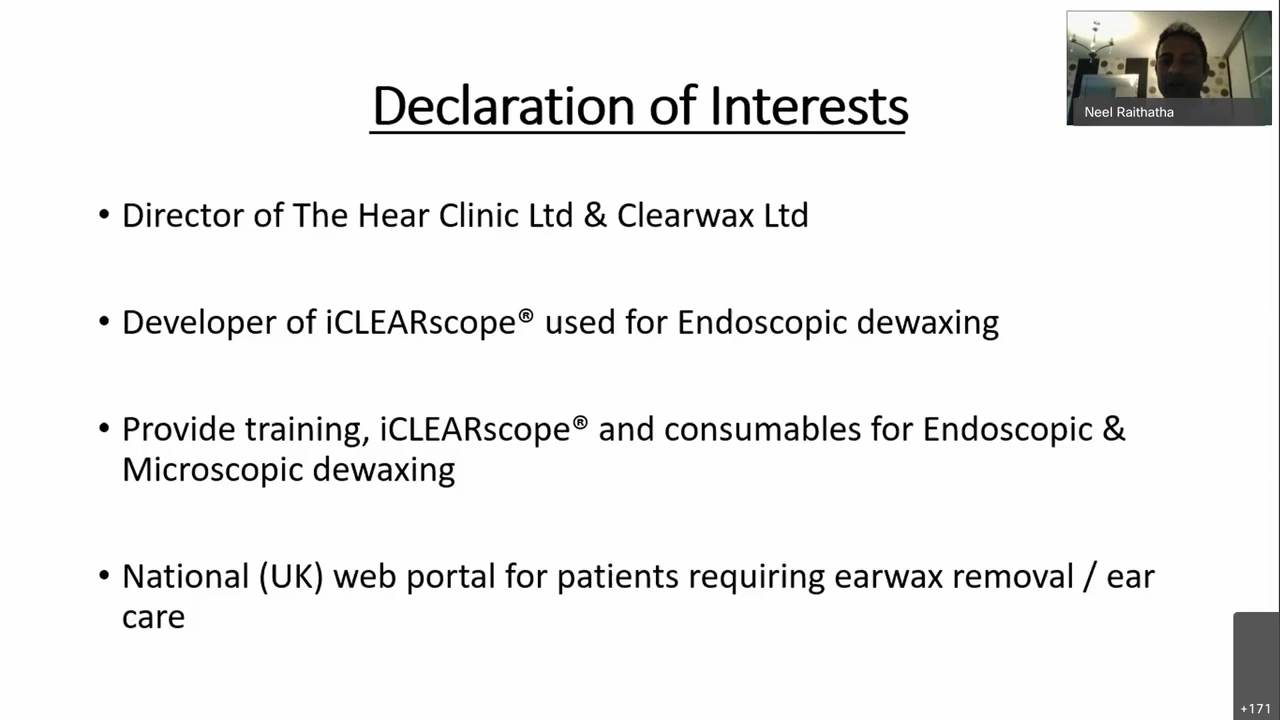 Declaration of Interests
Neel Raithatha
• Director of The Hear Clinic Ltd & Clearwax Ltd
• Developer of iCLEARscope® used for Endoscopic dewaxing
• Provide training, iCLEARscope® and consumables for Endoscopic &
Microscopic dewaxing
• National (UK) web portal for patients requiring earwax removal / ear
care
+171